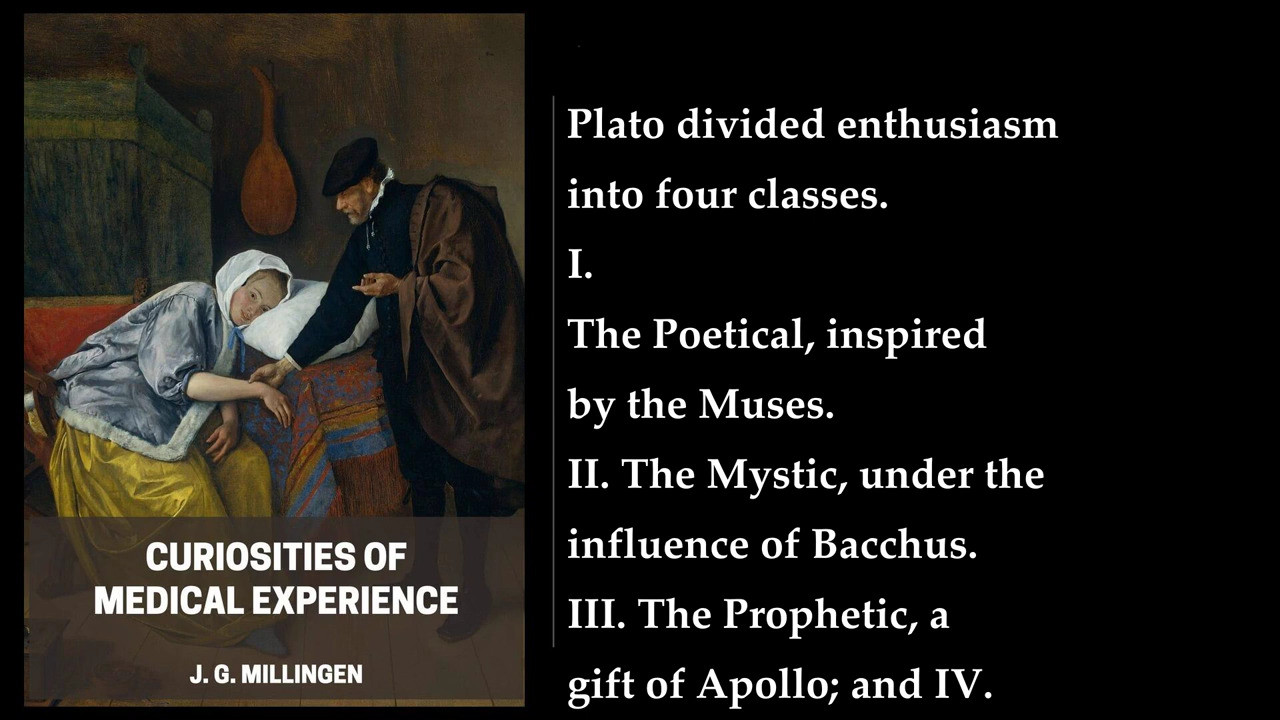 CURIOSITIES OF
MEDICAL EXPERIENCE
J. G. MILLINGEN
Plato divided enthusiasm
into four classes.
I.
The Poetical, inspired
by the Muses.
II. The Mystic, under the
influence of Bacchus.
III. The Prophetic, a
gift of Apollo; and IV.